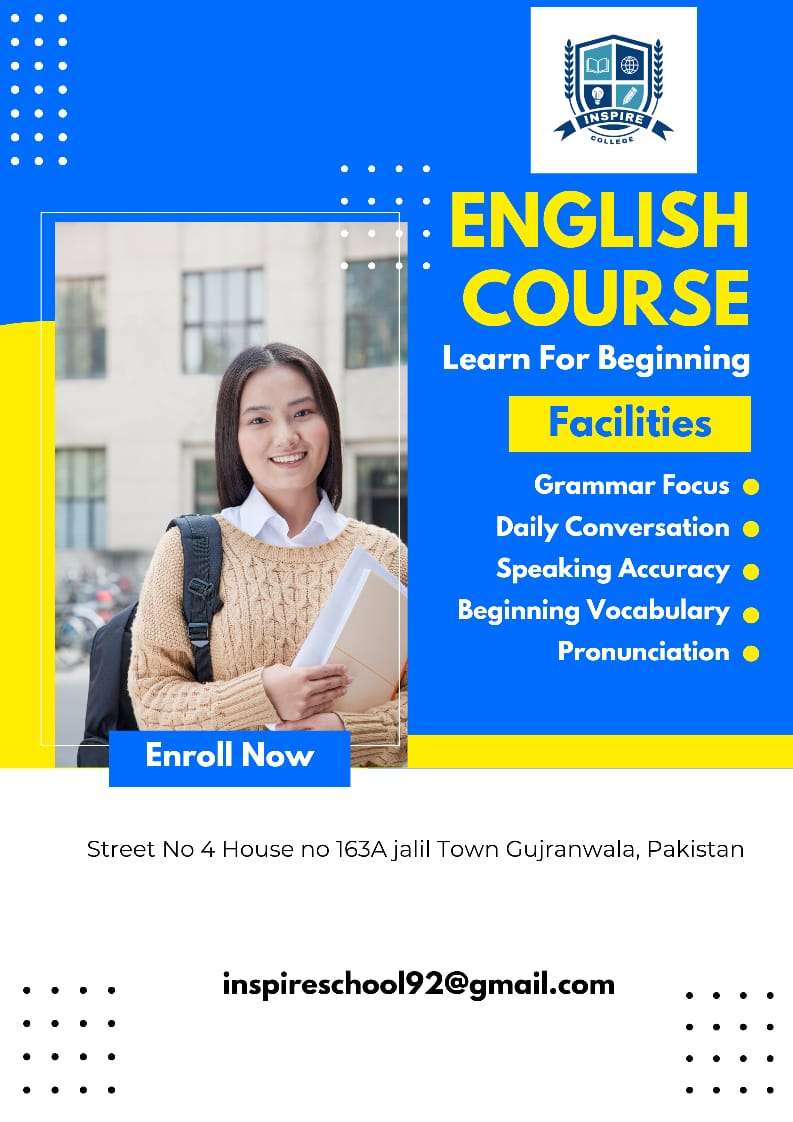 INSPIRE
COLLEGE
ENGLISH
COURSE
Learn For Beginning
Facilities
Grammar Focus
Daily Conversation
Speaking Accuracy
Beginning Vocabulary
Pronunciation
Enroll Now
Street No 4 House no 163A jalil Town Gujranwala, Pakistan
inspireschool92@gmail.com